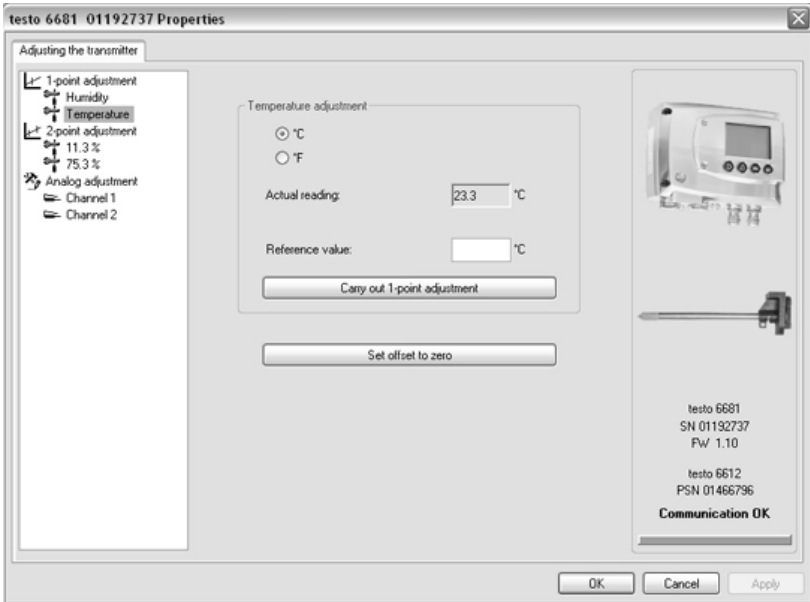 testo 6681 01192737 Properties
Adjusting the transmitter
1-point adjustment
Humidity
Temperature
2-point adjustment
11.3 %
75.3 %
Analog adjustment
Channel 1
Channel 2
Temperature adjustment
°C
°F
Actual reading: 23.3 °C
Reference value: °C
Carry out 1-point adjustment
Set offset to zero
testo 6681
SN 01192737
FW 1.10
testo 6612
PSN 01466796
Communication OK
OK Cancel Apply